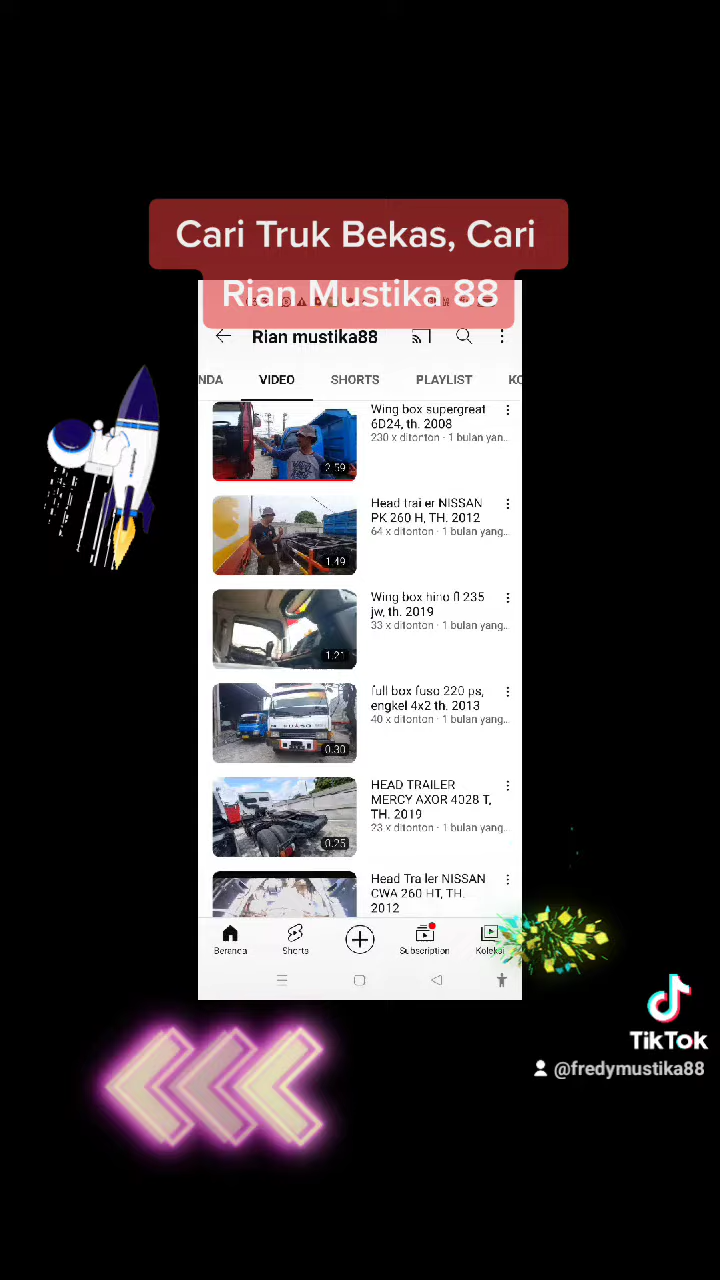 Cari Truk Bekas, Cari
Rian Mustika 88
Rian mustika88
NDA
VIDEO
SHORTS
PLAYLIST
KO
Wing box supergreat
6D24, th. 2008
230 x ditonton · 1 bulan yan...
2.59
Head trailer NISSAN
PK 260 H, TH. 2012
64 x ditonton · 1 bulan yang...
1.49
Wing box hino fl 235
jw, th. 2019
33 x ditonton · 1 bulan yang...
1.21
full box fuso 220 ps,
engkel 4x2 th. 2013
40 x ditonton · 1 bulan yang...
0.30
HEAD TRAILER
MERCY AXOR 4028 T,
TH. 2019
23 x ditonton · 1 bulan yang...
0.25
Head Trailer NISSAN
CWA 260 HT, TH.
2012
Beranda
Shorts
Subscription
Koleksi
TikTok
@fredymustika88